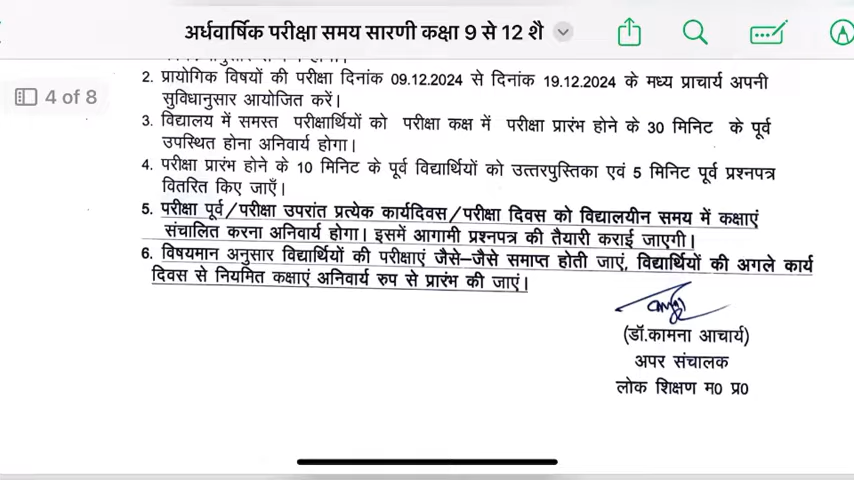 अर्धवार्षिक परीक्षा समय सारणी कक्षा 9 से 12 शै
4 of 8
2. प्रायोगिक विषयों की परीक्षा दिनांक 09.12.2024 से दिनांक 19.12.2024 के मध्य प्राचार्य अपनी
सुविधानुसार आयोजित करें।
3. विद्यालय में समस्त परीक्षार्थियों को परीक्षा कक्ष में परीक्षा प्रारंभ होने के 30 मिनिट के पूर्व
उपस्थित होना अनिवार्य होगा।
4. परीक्षा प्रारंभ होने के 10 मिनिट के पूर्व विद्यार्थियों को उत्तरपुस्तिका एवं 5 मिनिट पूर्व प्रश्नपत्र
वितरित किए जाएँ।
5. परीक्षा पूर्व/परीक्षा उपरांत प्रत्येक कार्यदिवस/परीक्षा दिवस को विद्यालयीन समय में कक्षाएं
संचालित करना अनिवार्य होगा। इसमें आगामी प्रश्नपत्र की तैयारी कराई जाएगी।
6. विषयमान अनुसार विद्यार्थियों की परीक्षाएं जैसे–जैसे समाप्त होती जाएं, विद्यार्थियों की अगले कार्य
दिवस से नियमित कक्षाएं अनिवार्य रुप से प्रारंभ की जाएं।
(डॉ.कामना आचार्य)
अपर संचालक
लोक शिक्षण म0 प्र0